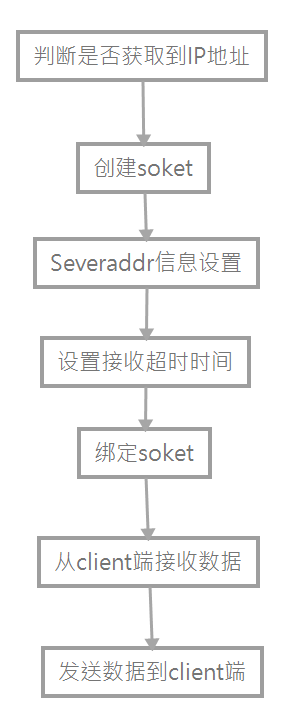 判断是否获取到IP地址
创建soket
Severaddr信息设置
设置接收超时时间
绑定soket
从client端接收数据
发送数据到client端